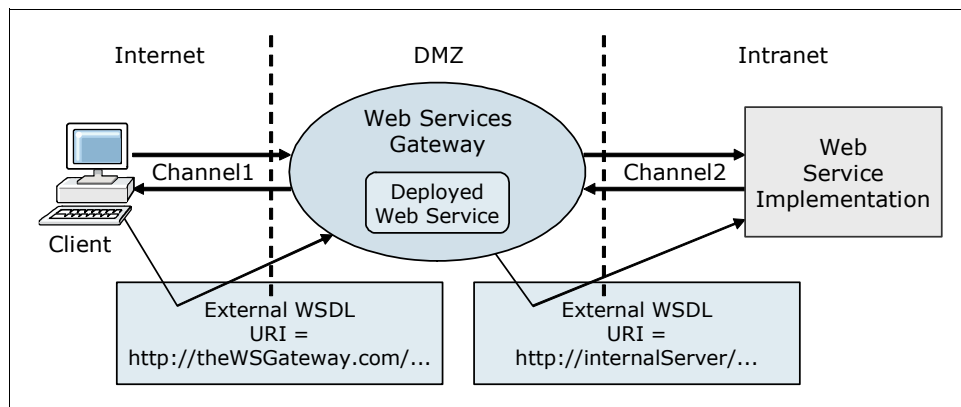 Internet
DMZ
Intranet
Web Services
Gateway
Channel1
Deployed
Web Service
Channel2
Web
Service
Implementation
Client
External WSDL
URI =
http://theWSGateway.com/...
External WSDL
URI =
http://internalServer/...